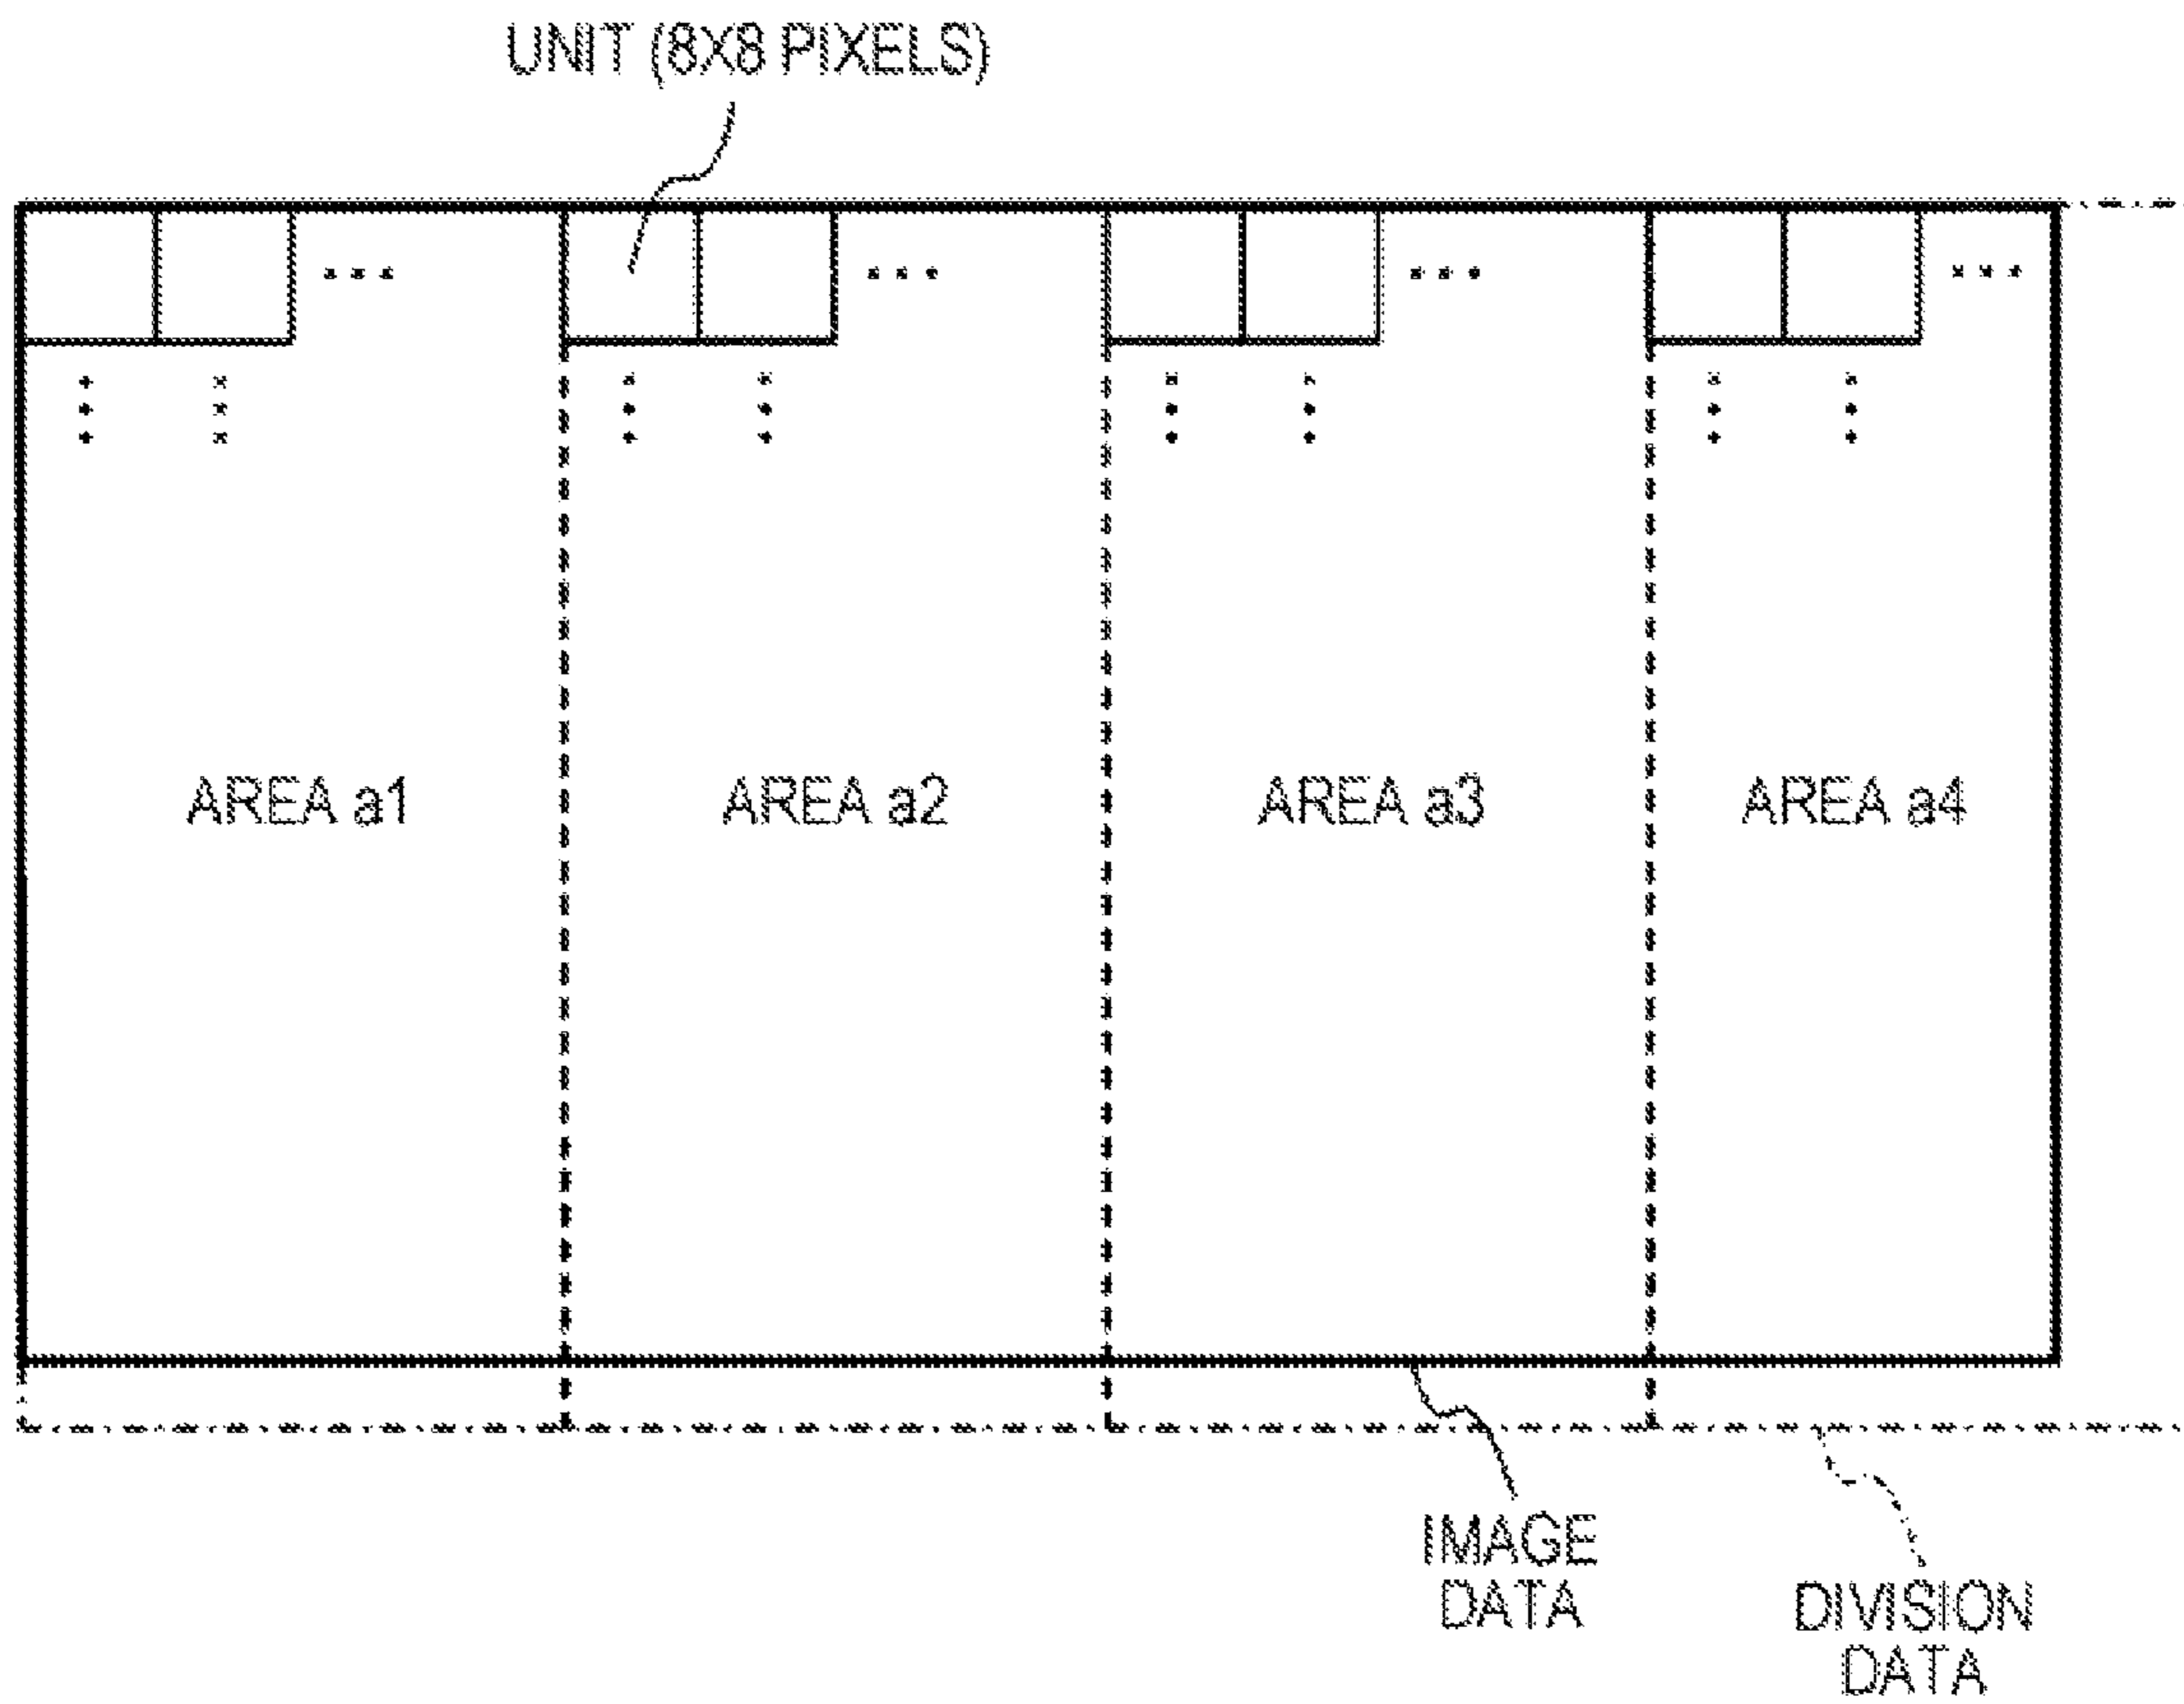 UNIT (8X8 PIXELS)
AREA a1
AREA a2
AREA a3
AREA a4
IMAGE
DATA
DIVISION
DATA